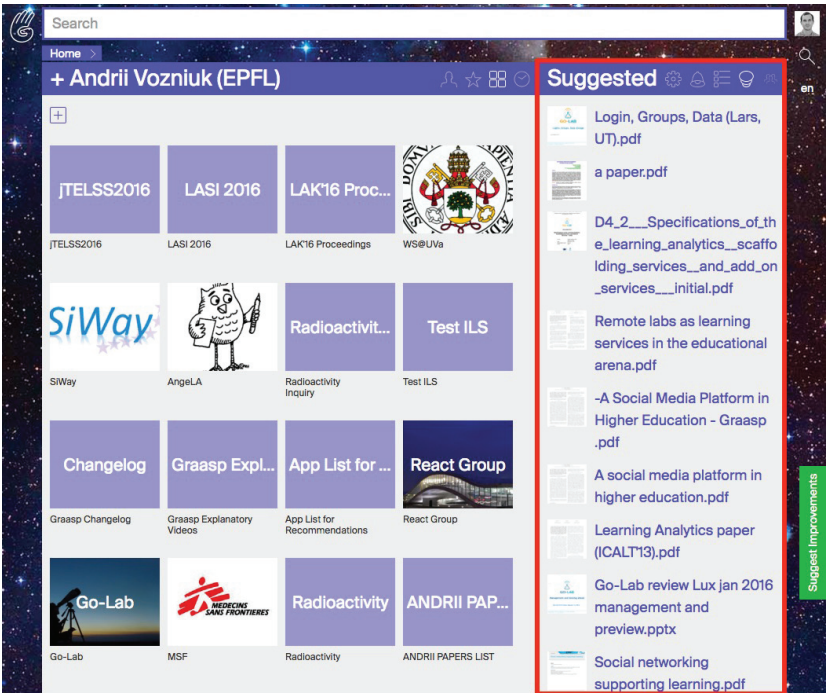 Search
Home >
en
+ Andrii Vozniuk (EPFL)
jTELSS2016
LASI 2016
LAK'16 Proc...
jTELSS2016
LASI 2016
LAK'16 Proceedings
WS@UVa
SiWay
Radioactivit...
Test ILS
SiWay
AngeLA
Radioactivity
Inquiry
Test ILS
Changelog
Graasp Expl...
App List for ...
React Group
Graasp Changelog
Graasp Explanatory
Videos
App List for
Recommendations
React Group
Go-Lab
MEDECINS
SANS FRONTIERES
Radioactivity
ANDRII PAP...
Go-Lab
MSF
Radioactivity
ANDRII PAPERS LIST
Suggested
Login, Groups, Data (Lars,
UT).pdf
a paper.pdf
D4_2___Specifications_of_th
e_learning_analytics__scaffo
lding_services__and_add_on
_services___initial.pdf
Remote labs as learning
services in the educational
arena.pdf
-A Social Media Platform in
Higher Education - Graasp
.pdf
A social media platform in
higher education.pdf
Learning Analytics paper
(ICALT'13).pdf
Go-Lab review Lux jan 2016
management and
preview.pptx
Social networking
supporting learning.pdf
Suggest Improvements